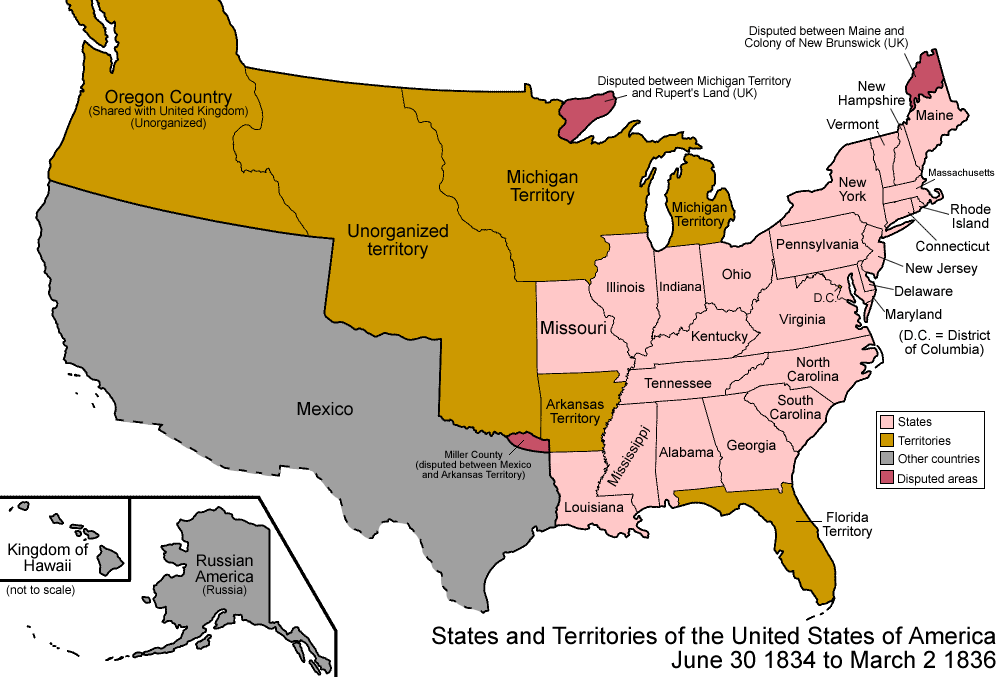 Disputed between Maine and
Colony of New Brunswick (UK)
Disputed between Michigan Territory
and Rupert's Land (UK)
Oregon Country
(Shared with United Kingdom)
(Unorganized)
New
Hampshire
Vermont
Maine
Massachusetts
Michigan
Territory
Michigan
Territory
New
York
Rhode
Island
Connecticut
Unorganized
territory
Pennsylvania
New Jersey
Illinois
Indiana
Ohio
Delaware
D.C.
Maryland
Virginia
(D.C. = District
of Columbia)
Missouri
Kentucky
North
Carolina
Tennessee
South
Carolina
Mexico
Arkansas
Territory
Mississippi
Alabama
Georgia
Miller County
(disputed between Mexico
and Arkansas Territory)
Louisiana
Florida
Territory
States
Territories
Other countries
Disputed areas
Kingdom of
Hawaii
(not to scale)
Russian
America
(Russia)
States and Territories of the United States of America
June 30 1834 to March 2 1836